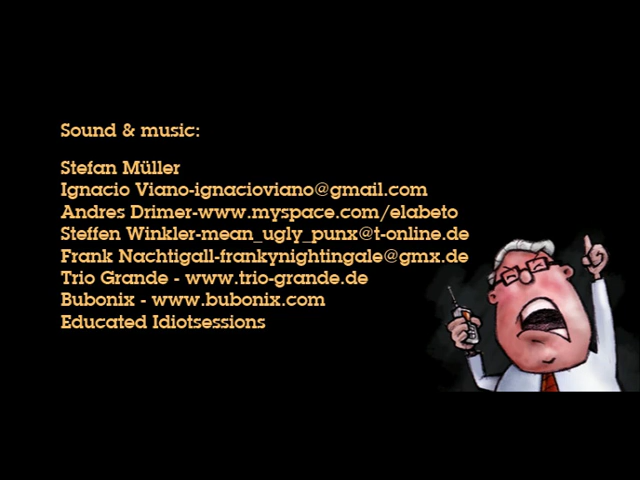 Sound & music:
Stefan Müller
Ignacio Viano-ignacioviano@gmail.com
Andres Drimer-www.myspace.com/elabeto
Steffen Winkler-mean_ugly_punx@t-online.de
Frank Nachtigall-frankynightingale@gmx.de
Trio Grande - www.trio-grande.de
Bubonix - www.bubonix.com
Educated Idiotsessions